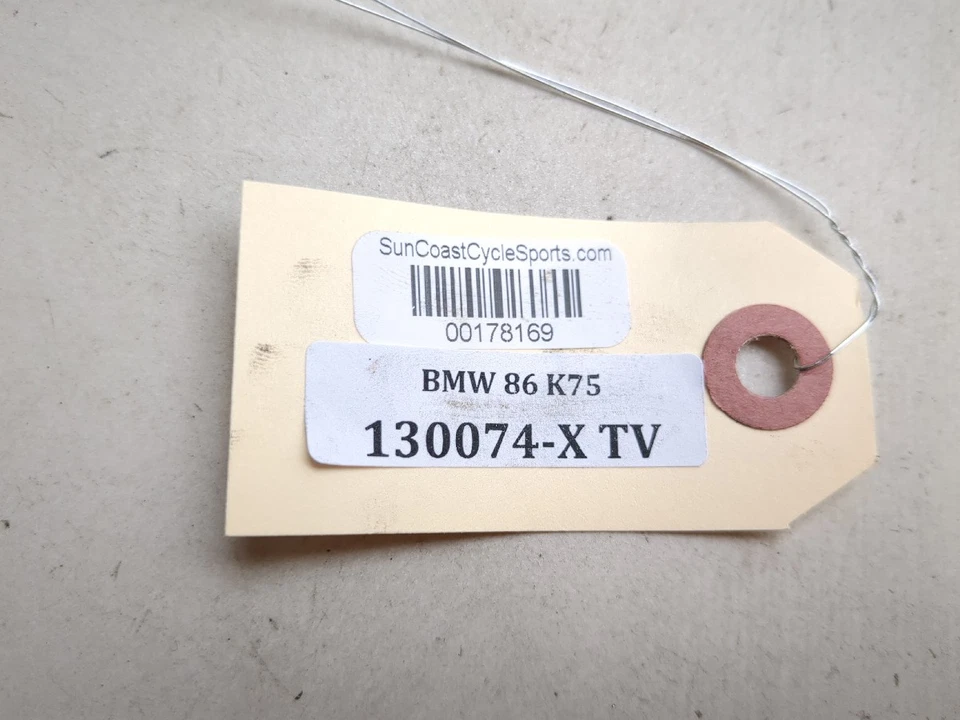 SunCoastCycleSports.com
00178169
BMW 86 K75
130074-X TV